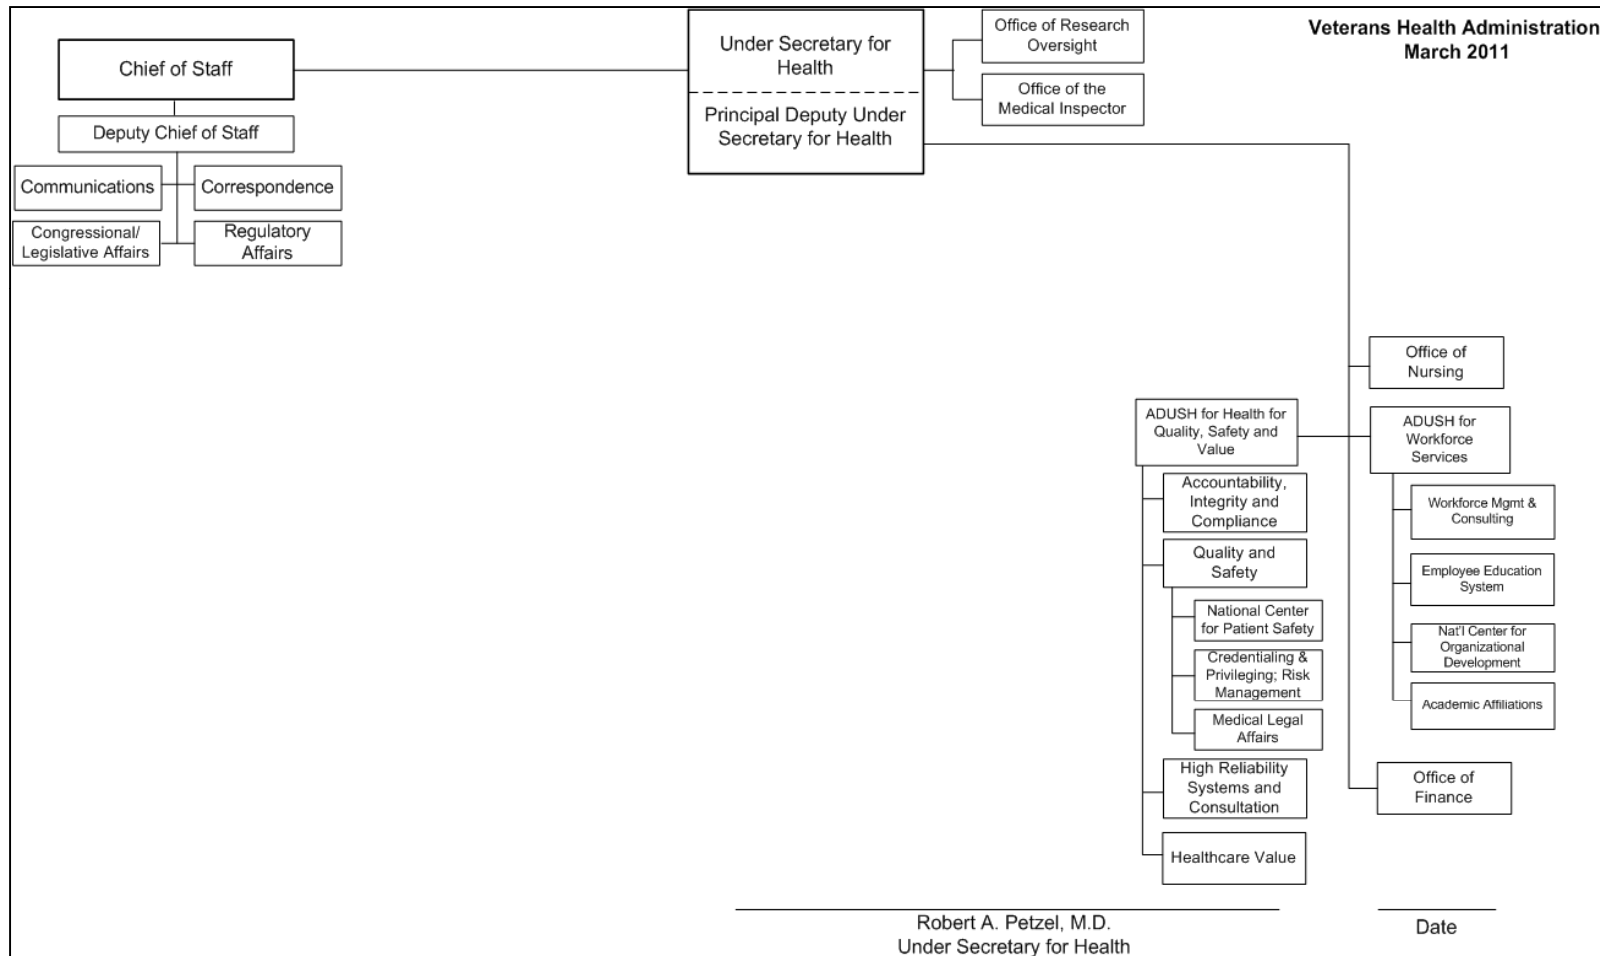 Veterans Health Administration
March 2011
Under Secretary for
Health
Principal Deputy Under
Secretary for Health
Office of Research
Oversight
Office of the
Medical Inspector
Chief of Staff
Deputy Chief of Staff
Communications
Correspondence
Congressional/
Legislative Affairs
Regulatory
Affairs
Office of
Nursing
ADUSH for Health for
Quality, Safety and
Value
Accountability,
Integrity and
Compliance
Quality and
Safety
National Center
for Patient Safety
Credentialing &
Privileging; Risk
Management
Medical Legal
Affairs
High Reliability
Systems and
Consultation
Healthcare Value
ADUSH for
Workforce
Services
Workforce Mgmt &
Consulting
Employee Education
System
Nat'l Center for
Organizational
Development
Academic Affiliations
Office of
Finance
Robert A. Petzel, M.D.
Under Secretary for Health
Date